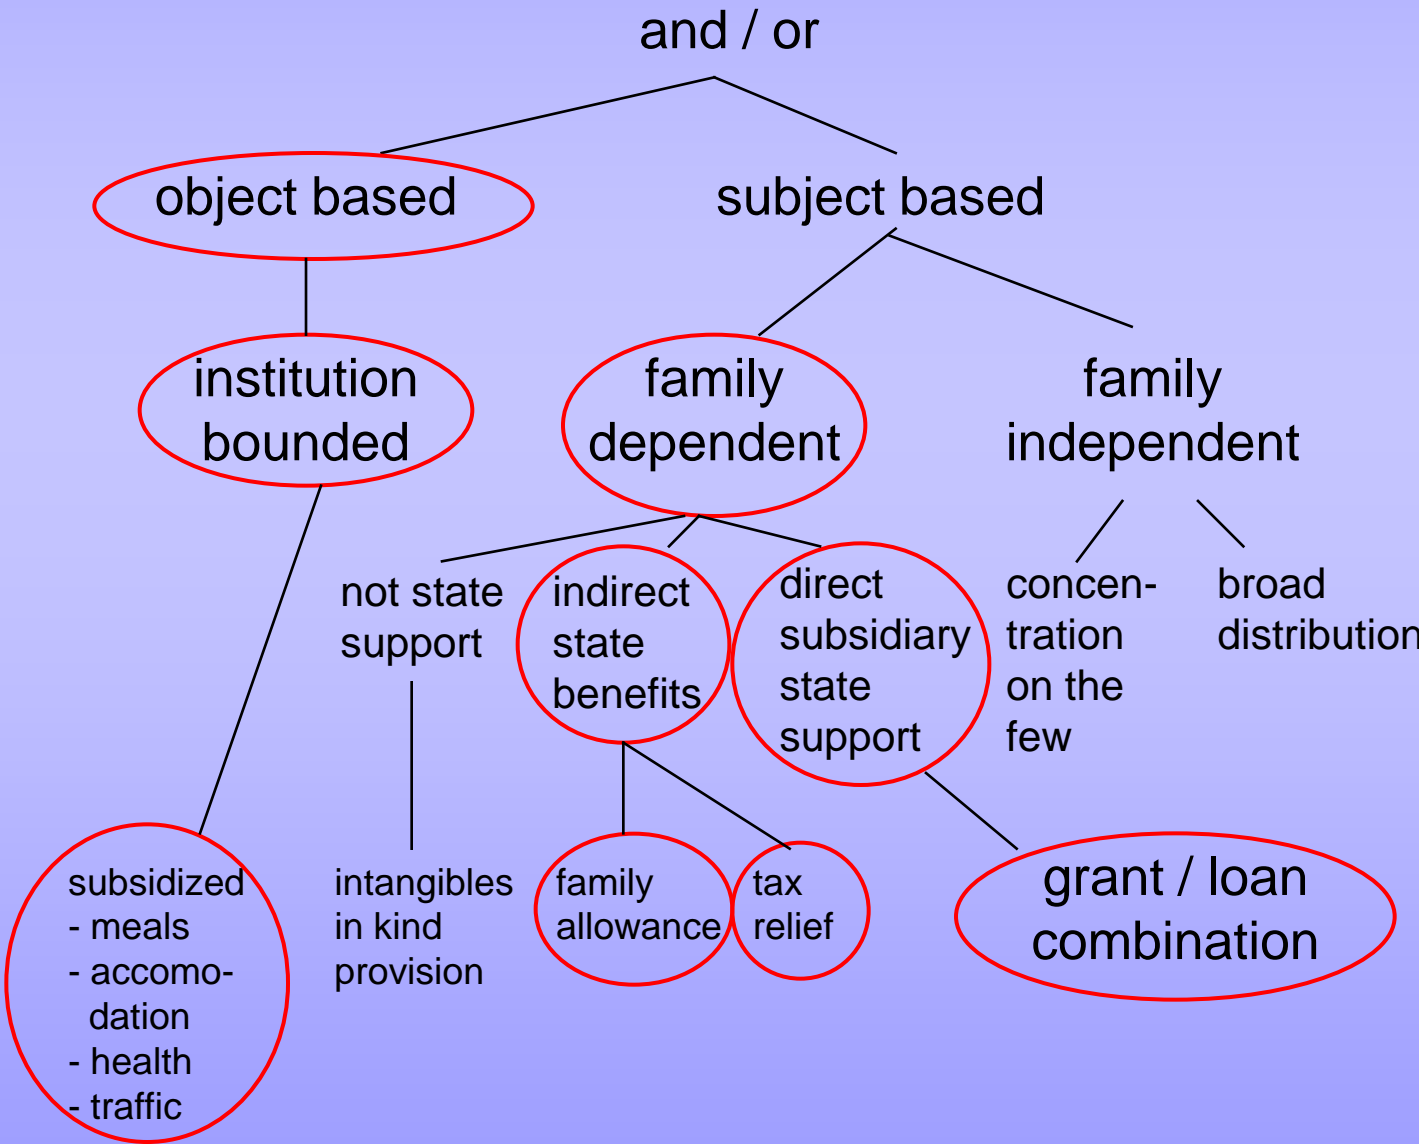 and / or
object based
subject based
institution
bounded
family
dependent
family
independent
not state
support
indirect
state
benefits
direct
subsidiary
state
support
concen-
tration
on the
few
broad
distribution
subsidized
- meals
- accomo-
dation
- health
- traffic
intangibles
in kind
provision
family
allowance
tax
relief
grant / loan
combination